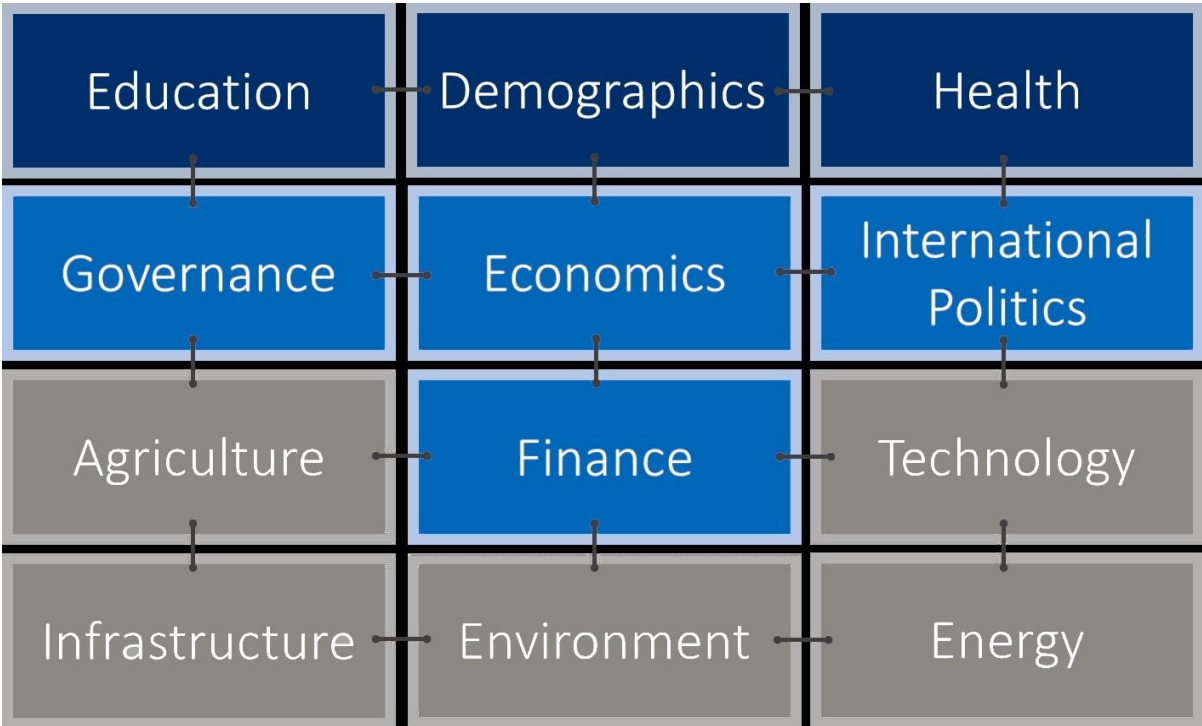 Education
Demographics
Health
Governance
Economics
International
Politics
Agriculture
Finance
Technology
Infrastructure
Environment
Energy